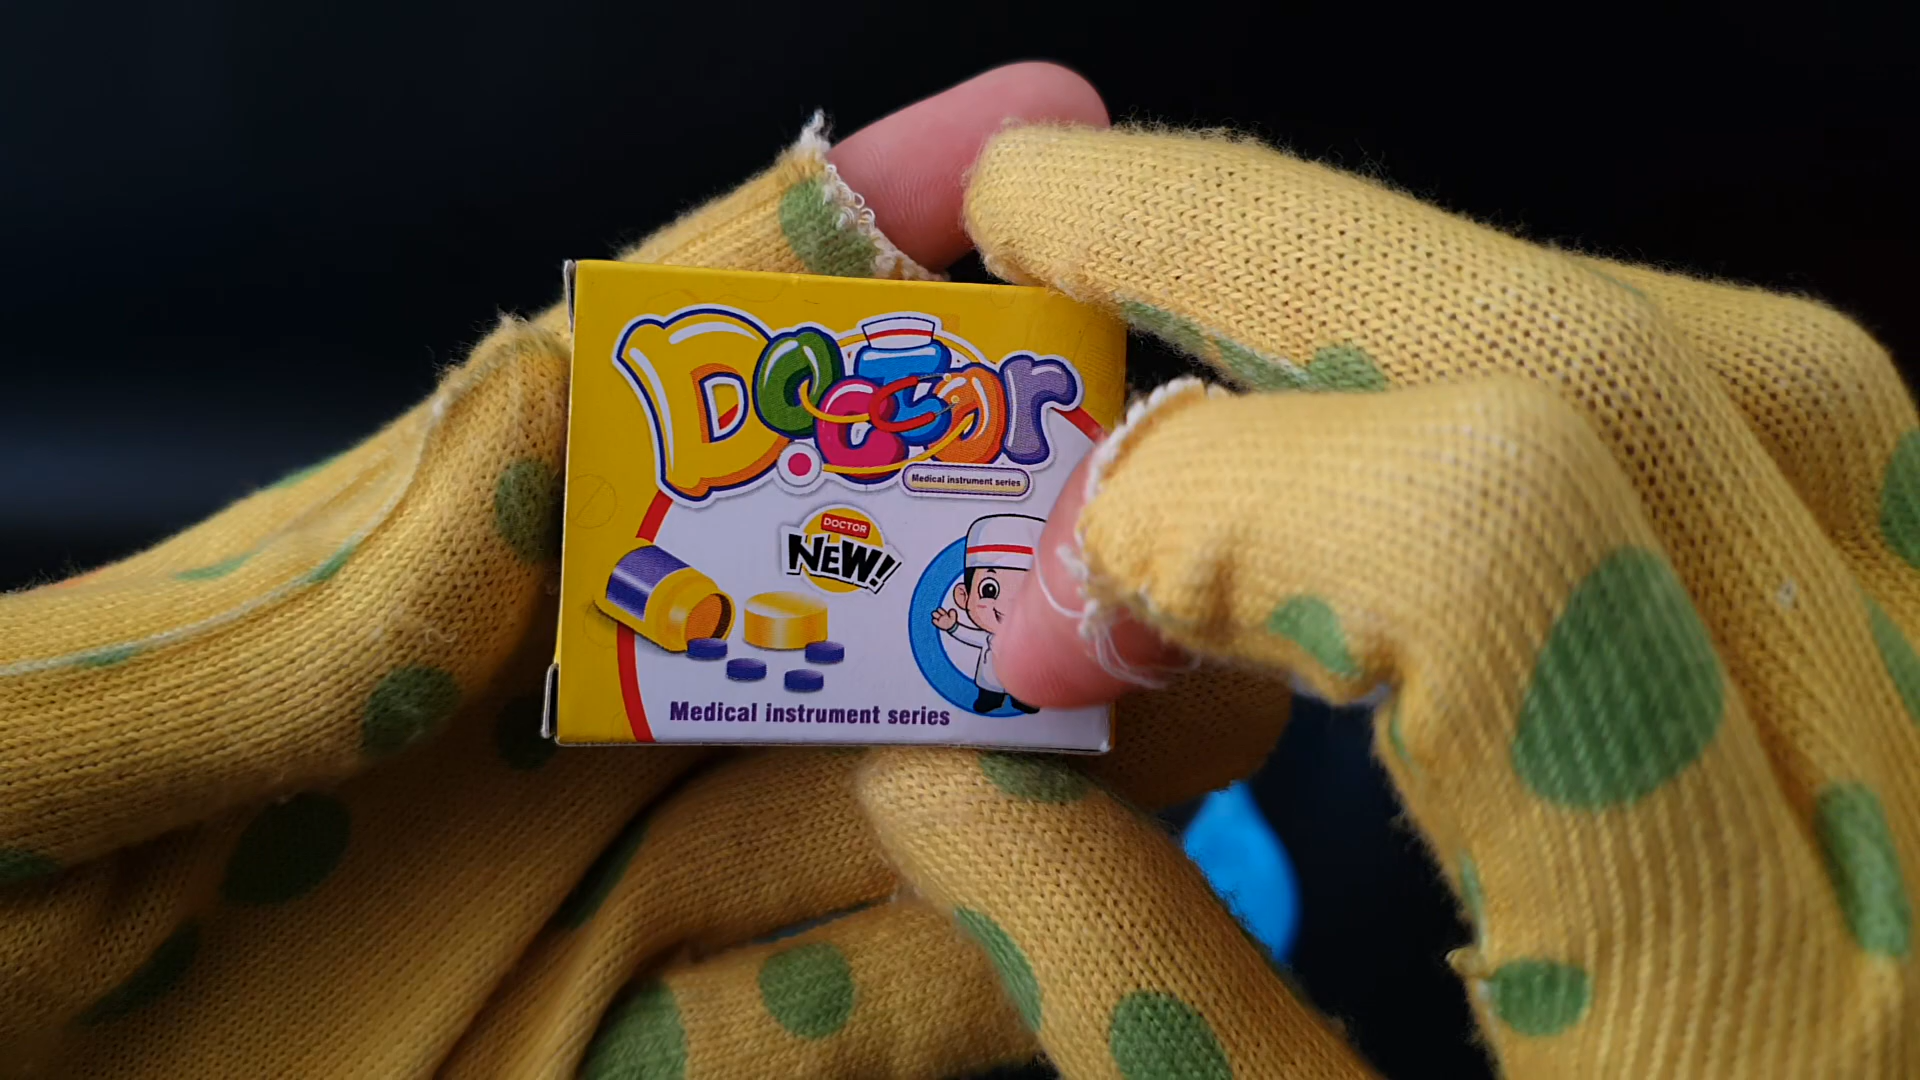 Doctor
Medical instrument series
DOCTOR
NEW!
Medical instrument series